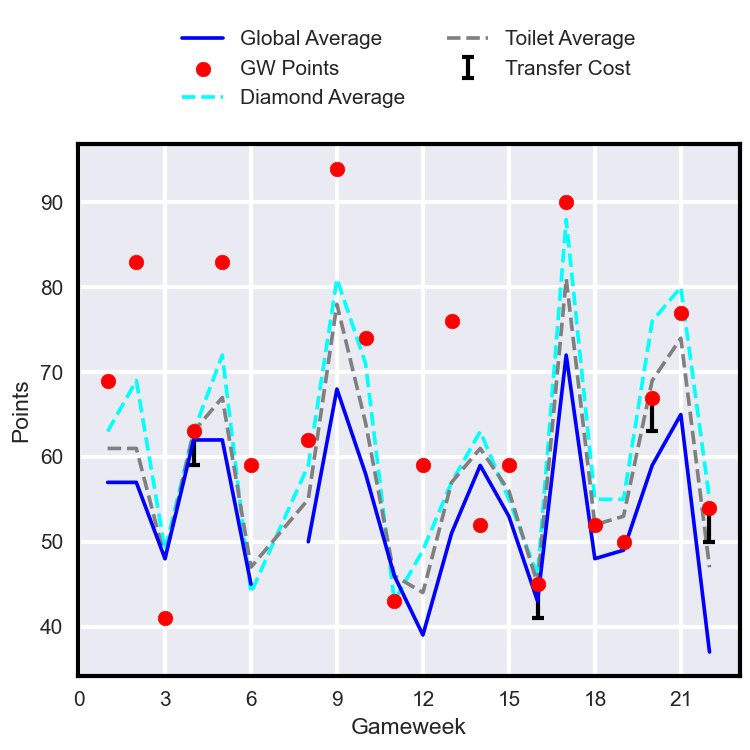 Global Average
GW Points
Diamond Average
Toilet Average
Transfer Cost
Points
90
80
70
60
50
40
0 3 6 9 12 15 18 21
Gameweek